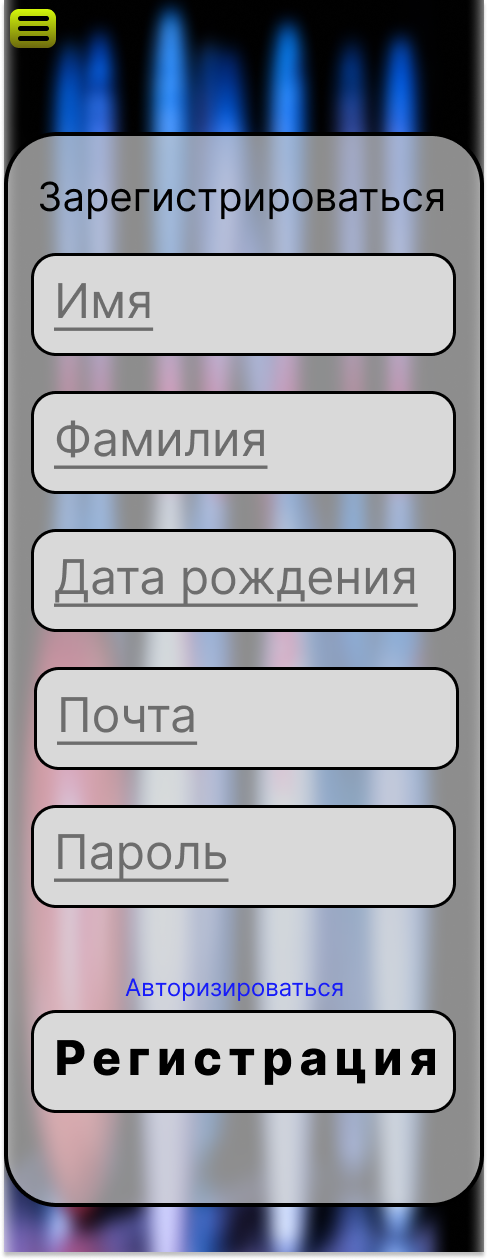 Зарегистрироваться
Имя
Фамилия
Дата рождения
Почта
Пароль
Авторизироваться
Регистрация